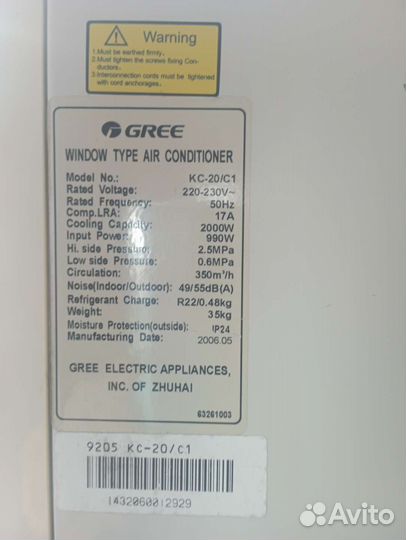 Warning
1.Must be earthed firmly.
2.Must tighten the screws fixing Con-
ductors.
3.Interconnection cords must be tightened
with cord anchorages.
GREE
WINDOW TYPE AIR CONDITIONER
Model No.: KC-20/C1
Rated Voltage: 220-230V~
Rated Frequency: 50Hz
Comp.LRA: 17A
Cooling Capacity: 2000W
Input Power: 990W
Hi. side Pressure: 2.5MPa
Low side Pressure: 0.6MPa
Circulation: 350m³/h
Noise(Indoor/Outdoor): 49/55dB(A)
Refrigerant Charge: R22/0.48kg
Weight: 35kg
Moisture Protection(outside): IP24
Manufacturing Date: 2006.05
GREE ELECTRIC APPLIANCES,
INC. OF ZHUHAI
63261003
9205 KC-20/C1
1432060012929
Avito